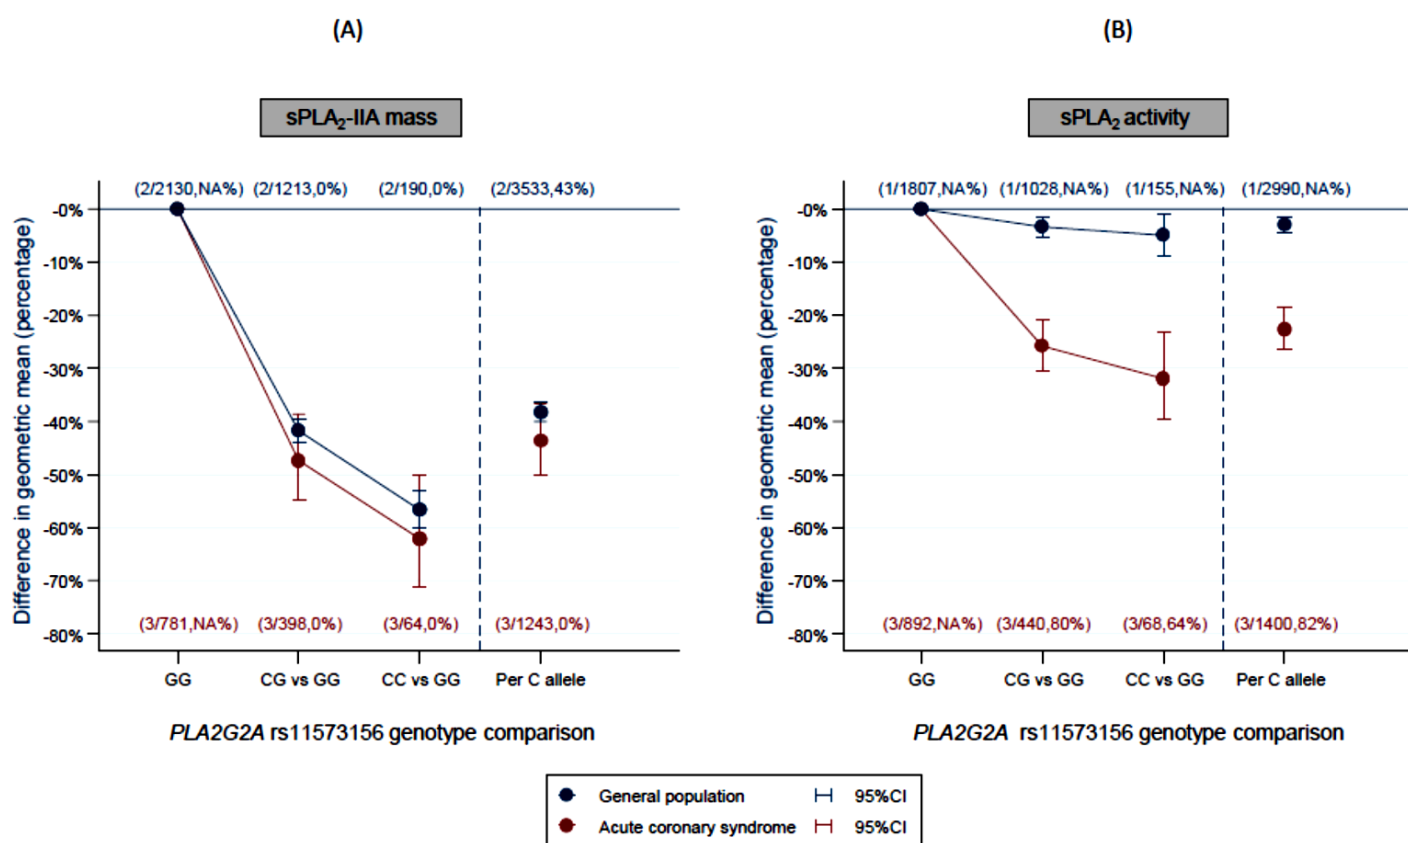 (A)
sPLA₂-IIA mass
Difference in geometric mean (percentage)
(2/2130,NA%) (2/1213,0%) (2/190,0%) (2/3533,43%)
-0%
-10%
-20%
-30%
-40%
-50%
-60%
-70%
-80%
(3/781,NA%) (3/398,0%) (3/64,0%) (3/1243,0%)
GG CG vs GG CC vs GG Per C allele
PLA2G2A rs11573156 genotype comparison
(B)
sPLA₂ activity
Difference in geometric mean (percentage)
(1/1807,NA%) (1/1028,NA%) (1/155,NA%) (1/2990,NA%)
-0%
-10%
-20%
-30%
-40%
-50%
-60%
-70%
-80%
(3/892,NA%) (3/440,80%) (3/68,64%) (3/1400,82%)
GG CG vs GG CC vs GG Per C allele
PLA2G2A rs11573156 genotype comparison
General population 95%CI
Acute coronary syndrome 95%CI